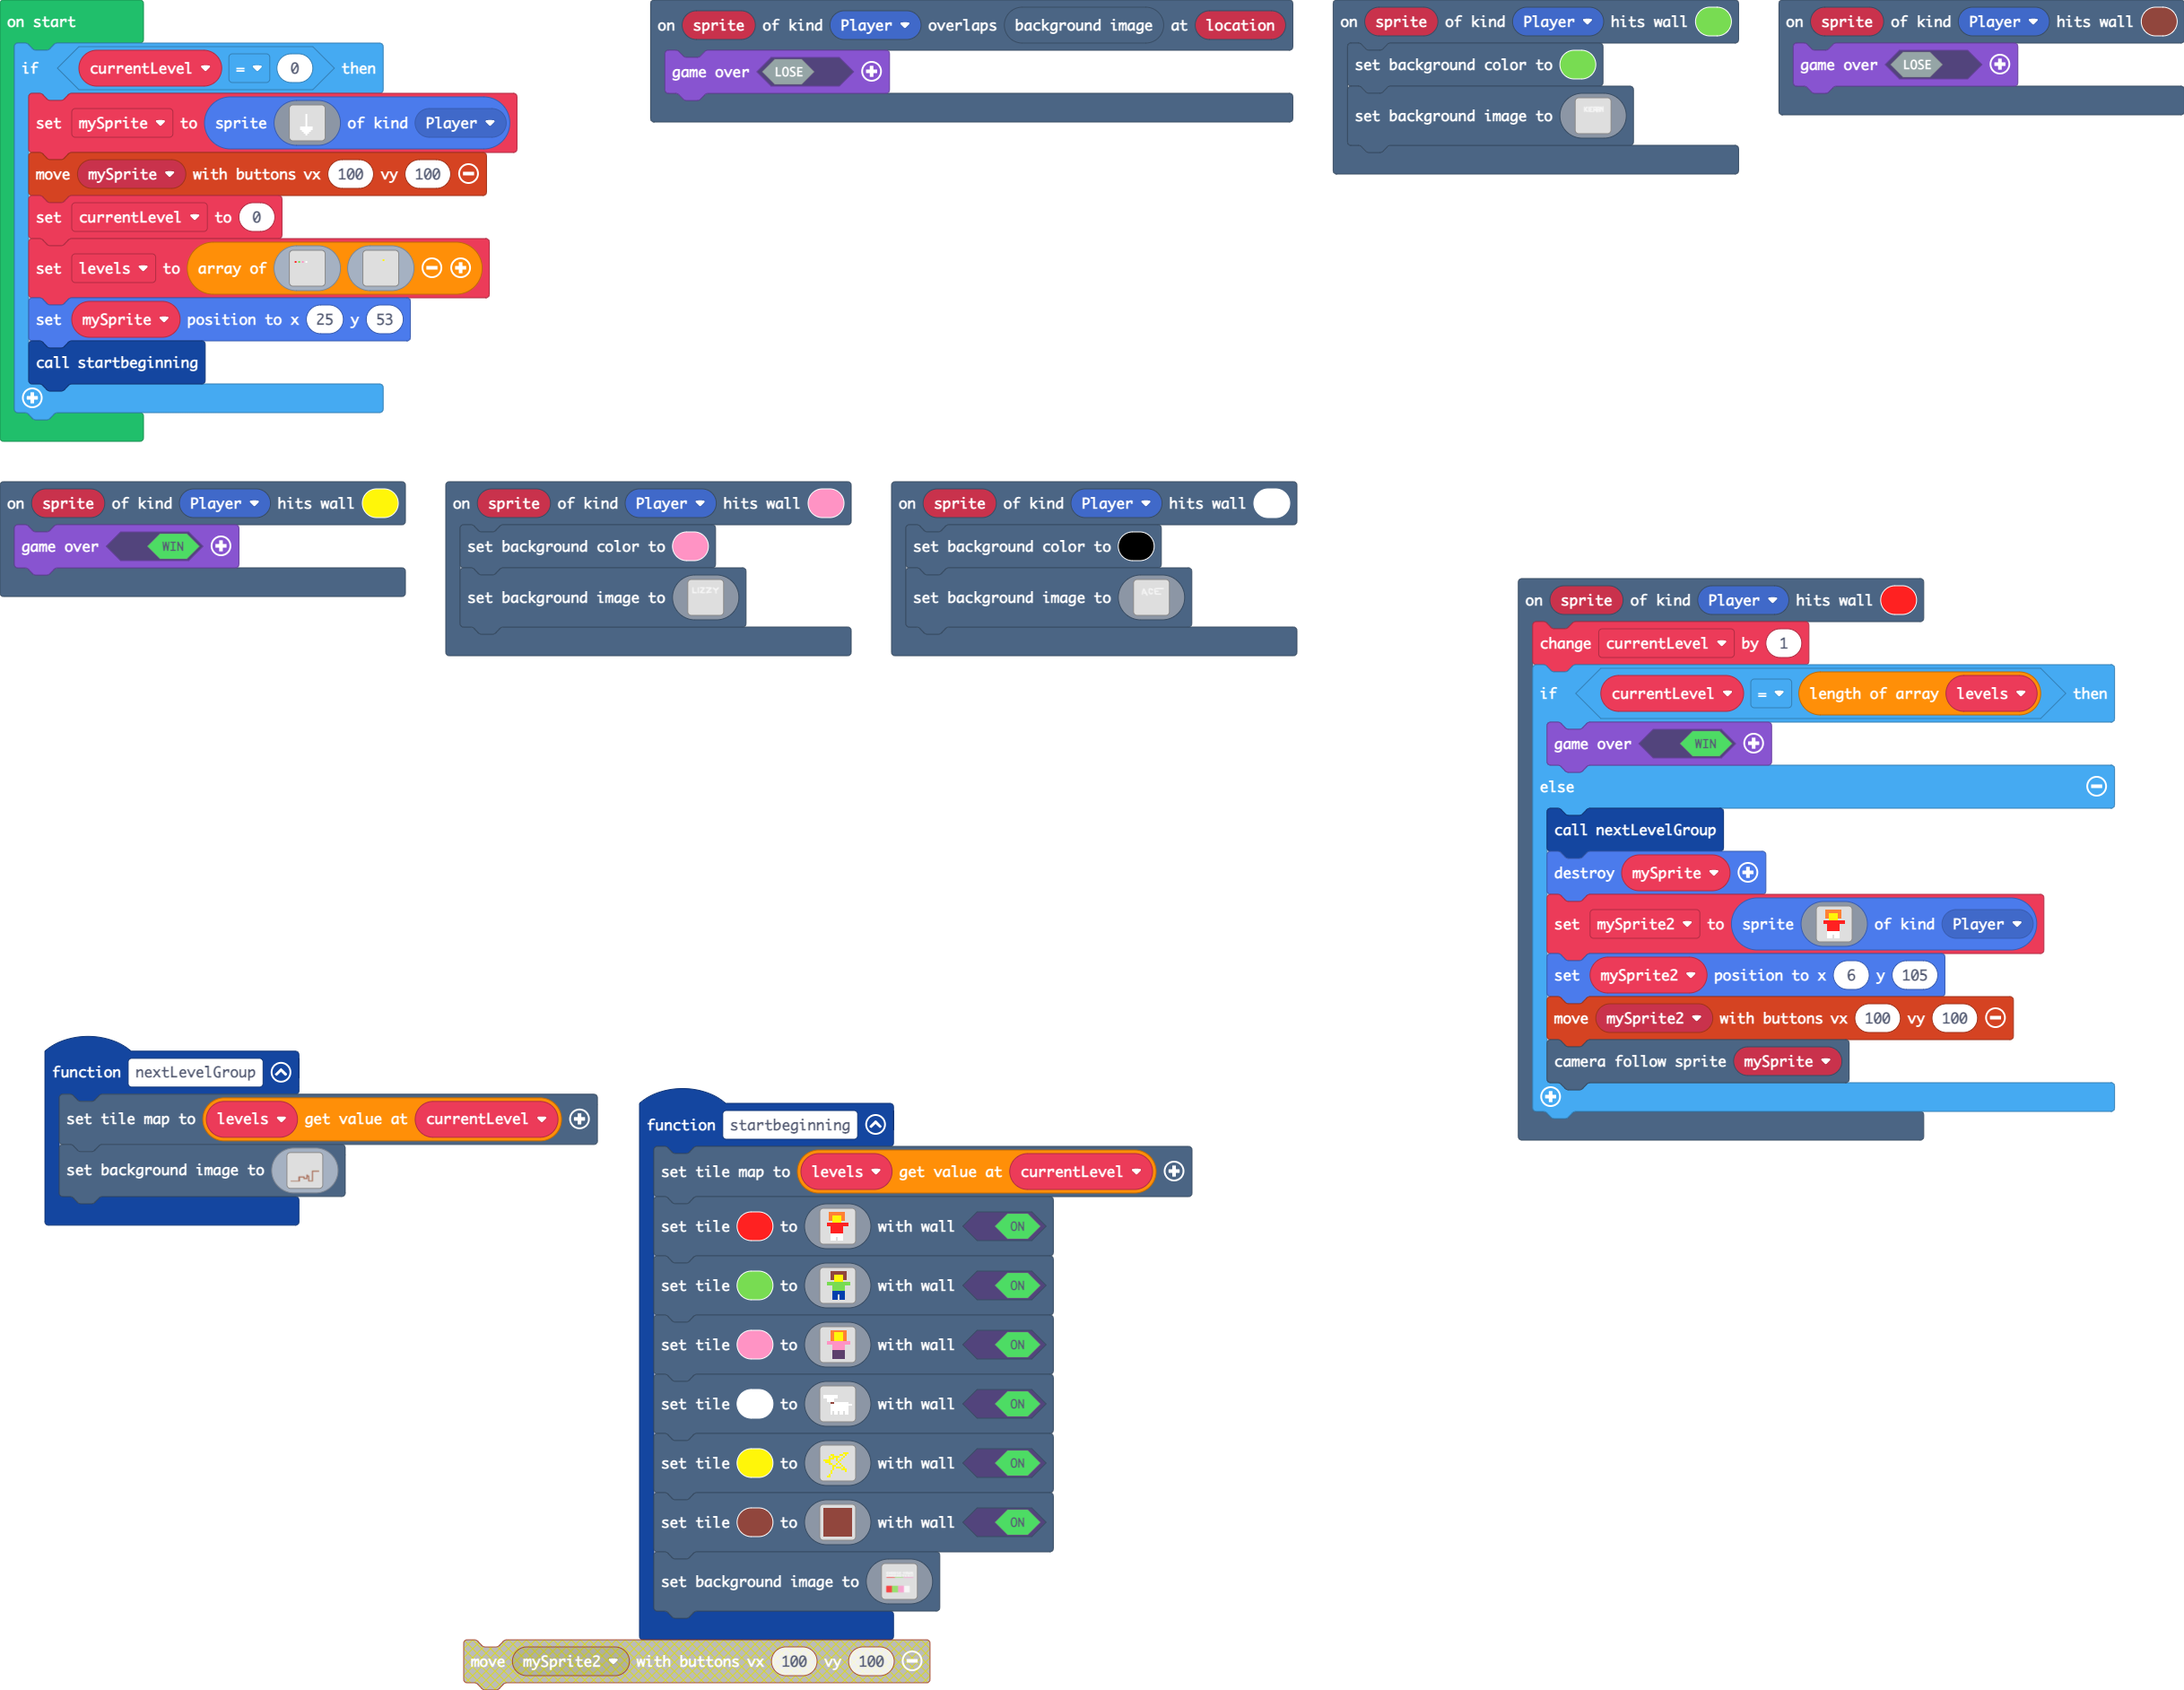 on start
if currentLevel = 0 then
set mySprite to sprite of kind Player
move mySprite with buttons vx 100 vy 100
set currentLevel to 0
set levels to array of
set mySprite position to x 25 y 53
call startbeginning
on sprite of kind Player overlaps background image at location
game over LOSE
on sprite of kind Player hits wall
set background color to
set background image to
on sprite of kind Player hits wall
game over LOSE
on sprite of kind Player hits wall
game over WIN
on sprite of kind Player hits wall
set background color to
set background image to LIZZY
on sprite of kind Player hits wall
set background color to
set background image to ACE
on sprite of kind Player hits wall
change currentLevel by 1
if currentLevel = length of array levels then
game over WIN
else
call nextLevelGroup
destroy mySprite
set mySprite2 to sprite of kind Player
set mySprite2 position to x 6 y 105
move mySprite2 with buttons vx 100 vy 100
camera follow sprite mySprite
function nextLevelGroup
set tile map to levels get value at currentLevel
set background image to
function startbeginning
set tile map to levels get value at currentLevel
set tile to with wall ON
set tile to with wall ON
set tile to with wall ON
set tile to with wall ON
set tile to with wall ON
set tile to with wall ON
set background image to
move mySprite2 with buttons vx 100 vy 100